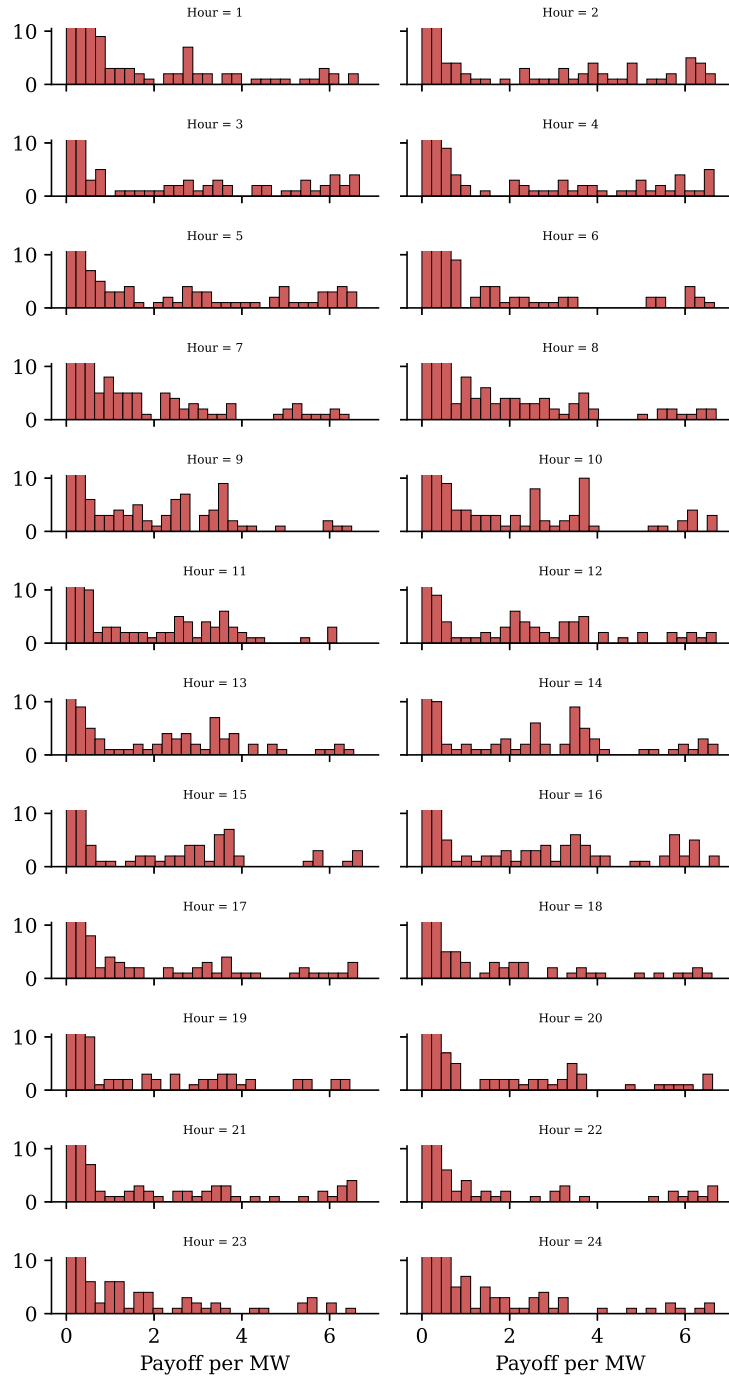 Hour = 1
Hour = 2
10
0
Hour = 3
Hour = 4
10
0
Hour = 5
Hour = 6
10
0
Hour = 7
Hour = 8
10
0
Hour = 9
Hour = 10
10
0
Hour = 11
Hour = 12
10
0
Hour = 13
Hour = 14
10
0
Hour = 15
Hour = 16
10
0
Hour = 17
Hour = 18
10
0
Hour = 19
Hour = 20
10
0
Hour = 21
Hour = 22
10
0
Hour = 23
Hour = 24
10
0
0 2 4 6
0 2 4 6
Payoff per MW
Payoff per MW